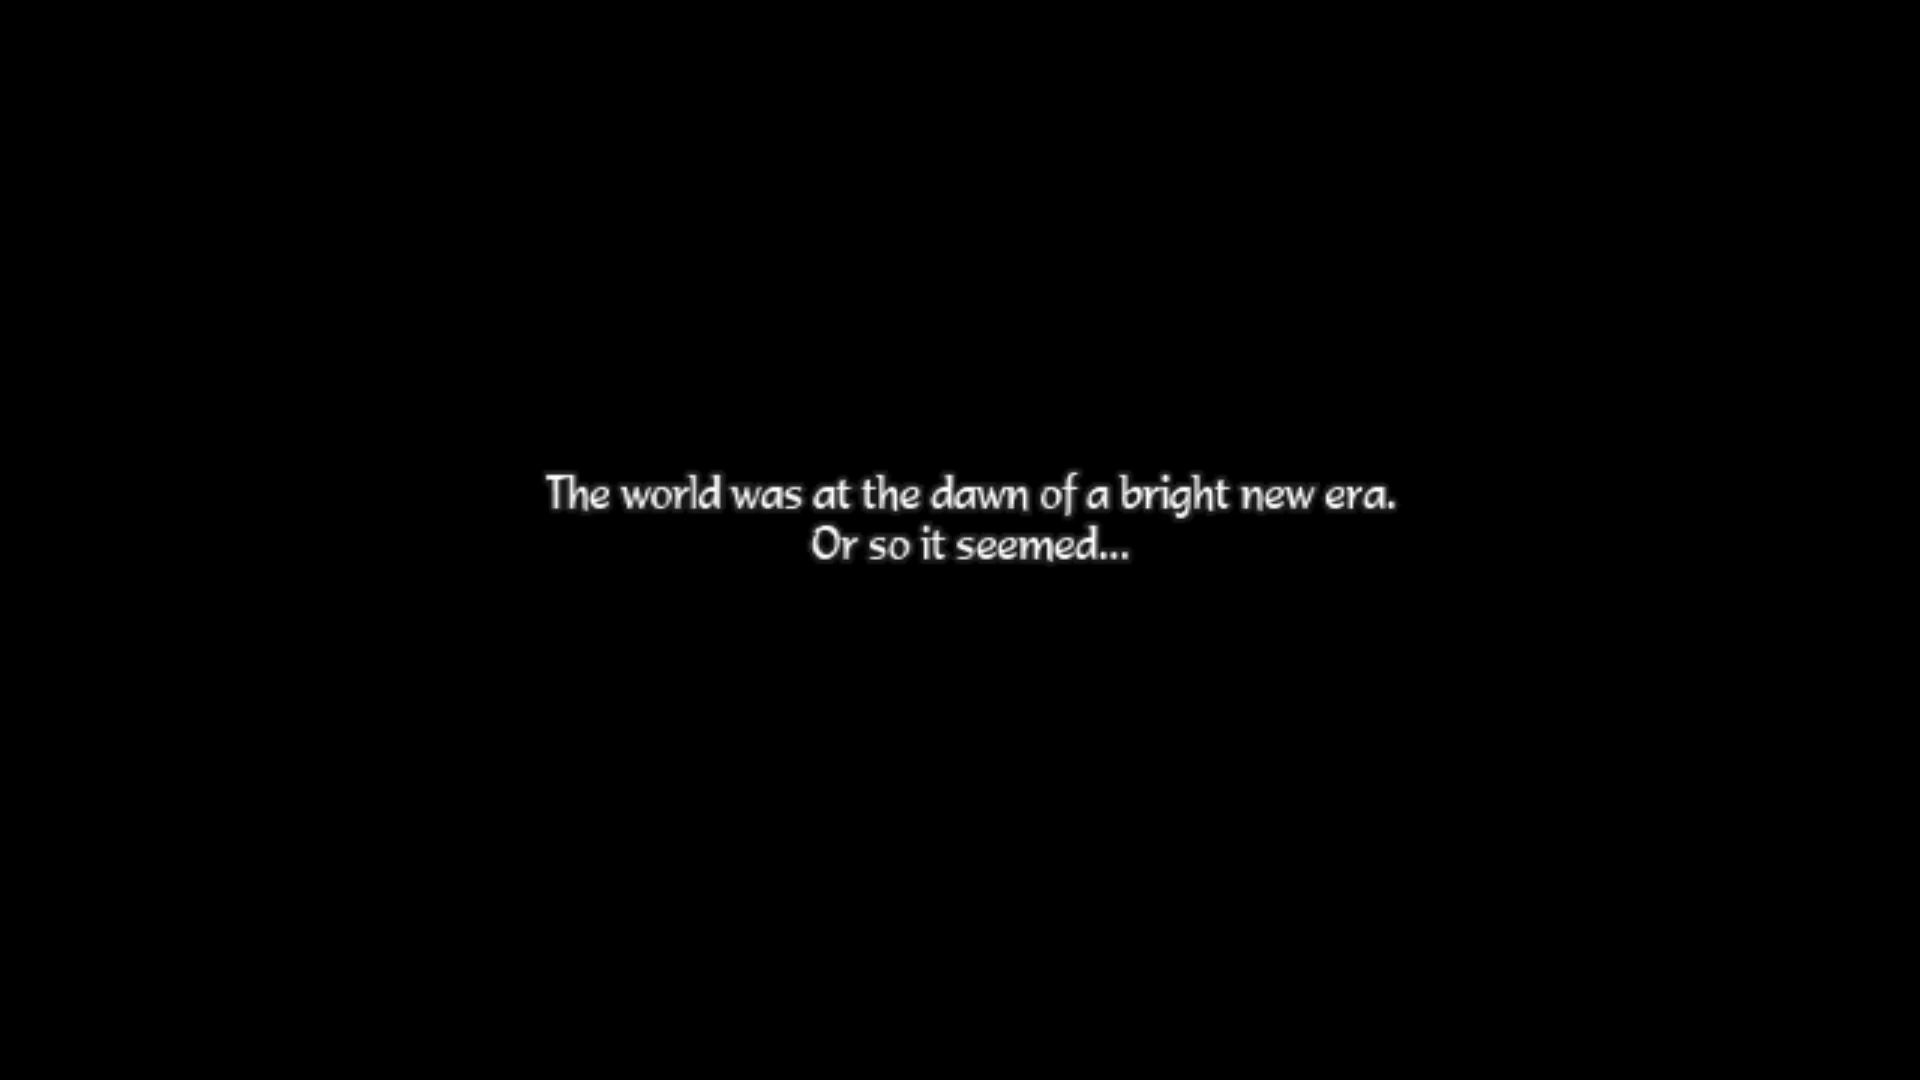 The world was at the dawn of a bright new era.
Or so it seemed...